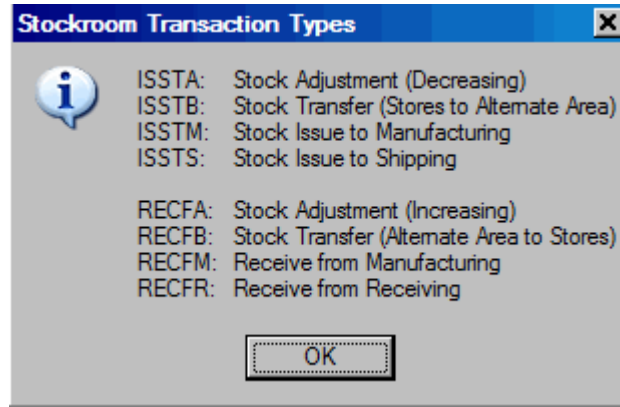 Stockroom Transaction Types
ISSTA: Stock Adjustment (Decreasing)
ISSTB: Stock Transfer (Stores to Alternate Area)
ISSTM: Stock Issue to Manufacturing
ISSTS: Stock Issue to Shipping
RECFA: Stock Adjustment (Increasing)
RECFB: Stock Transfer (Alternate Area to Stores)
RECFM: Receive from Manufacturing
RECFR: Receive from Receiving
OK